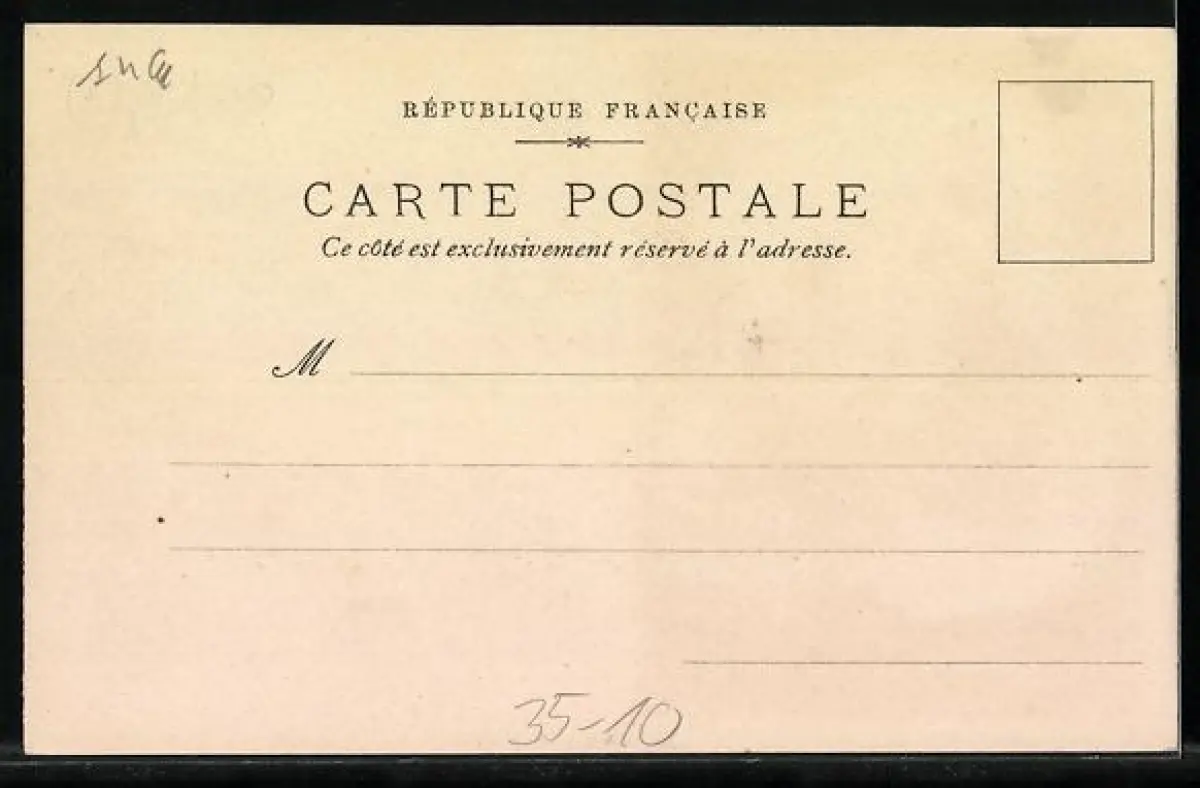 RÉPUBLIQUE FRANÇAISE
CARTE POSTALE
Ce côté est exclusivement réservé à l'adresse.
M
35-10